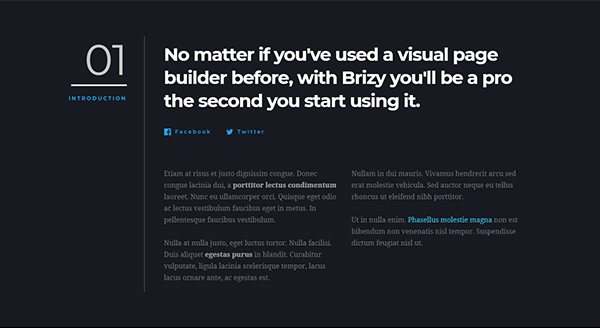 01
INTRODUCTION
No matter if you've used a visual page
builder before, with Brizy you'll be a pro
the second you start using it.
Facebook
Twitter
Etiam at risus et justo dignissim congue. Donec
congue lacinia dui, a porttitor lectus condimentum
laoreet. Nunc eu ullamcorper orci. Quisque eget odio
ac lectus vestibulum faucibus eget in metus. In
pellentesque faucibus vestibulum.
Nulla at nulla justo, eget luctus tortor. Nulla facilisi.
Duis aliquet egestas purus in blandit. Curabitur
vulputate, ligula lacinia scelerisque tempor, lacus
lacus ornare ante, ac egestas est.
Nullam in dui mauris. Vivamus hendrerit arcu sed
erat molestie vehicula. Sed auctor neque eu tellus
rhoncus ut eleifend nibh porttitor.
Ut in nulla enim. Phasellus molestie magna non est
bibendum non venenatis nisl tempor. Suspendisse
dictum feugiat nisl ut.